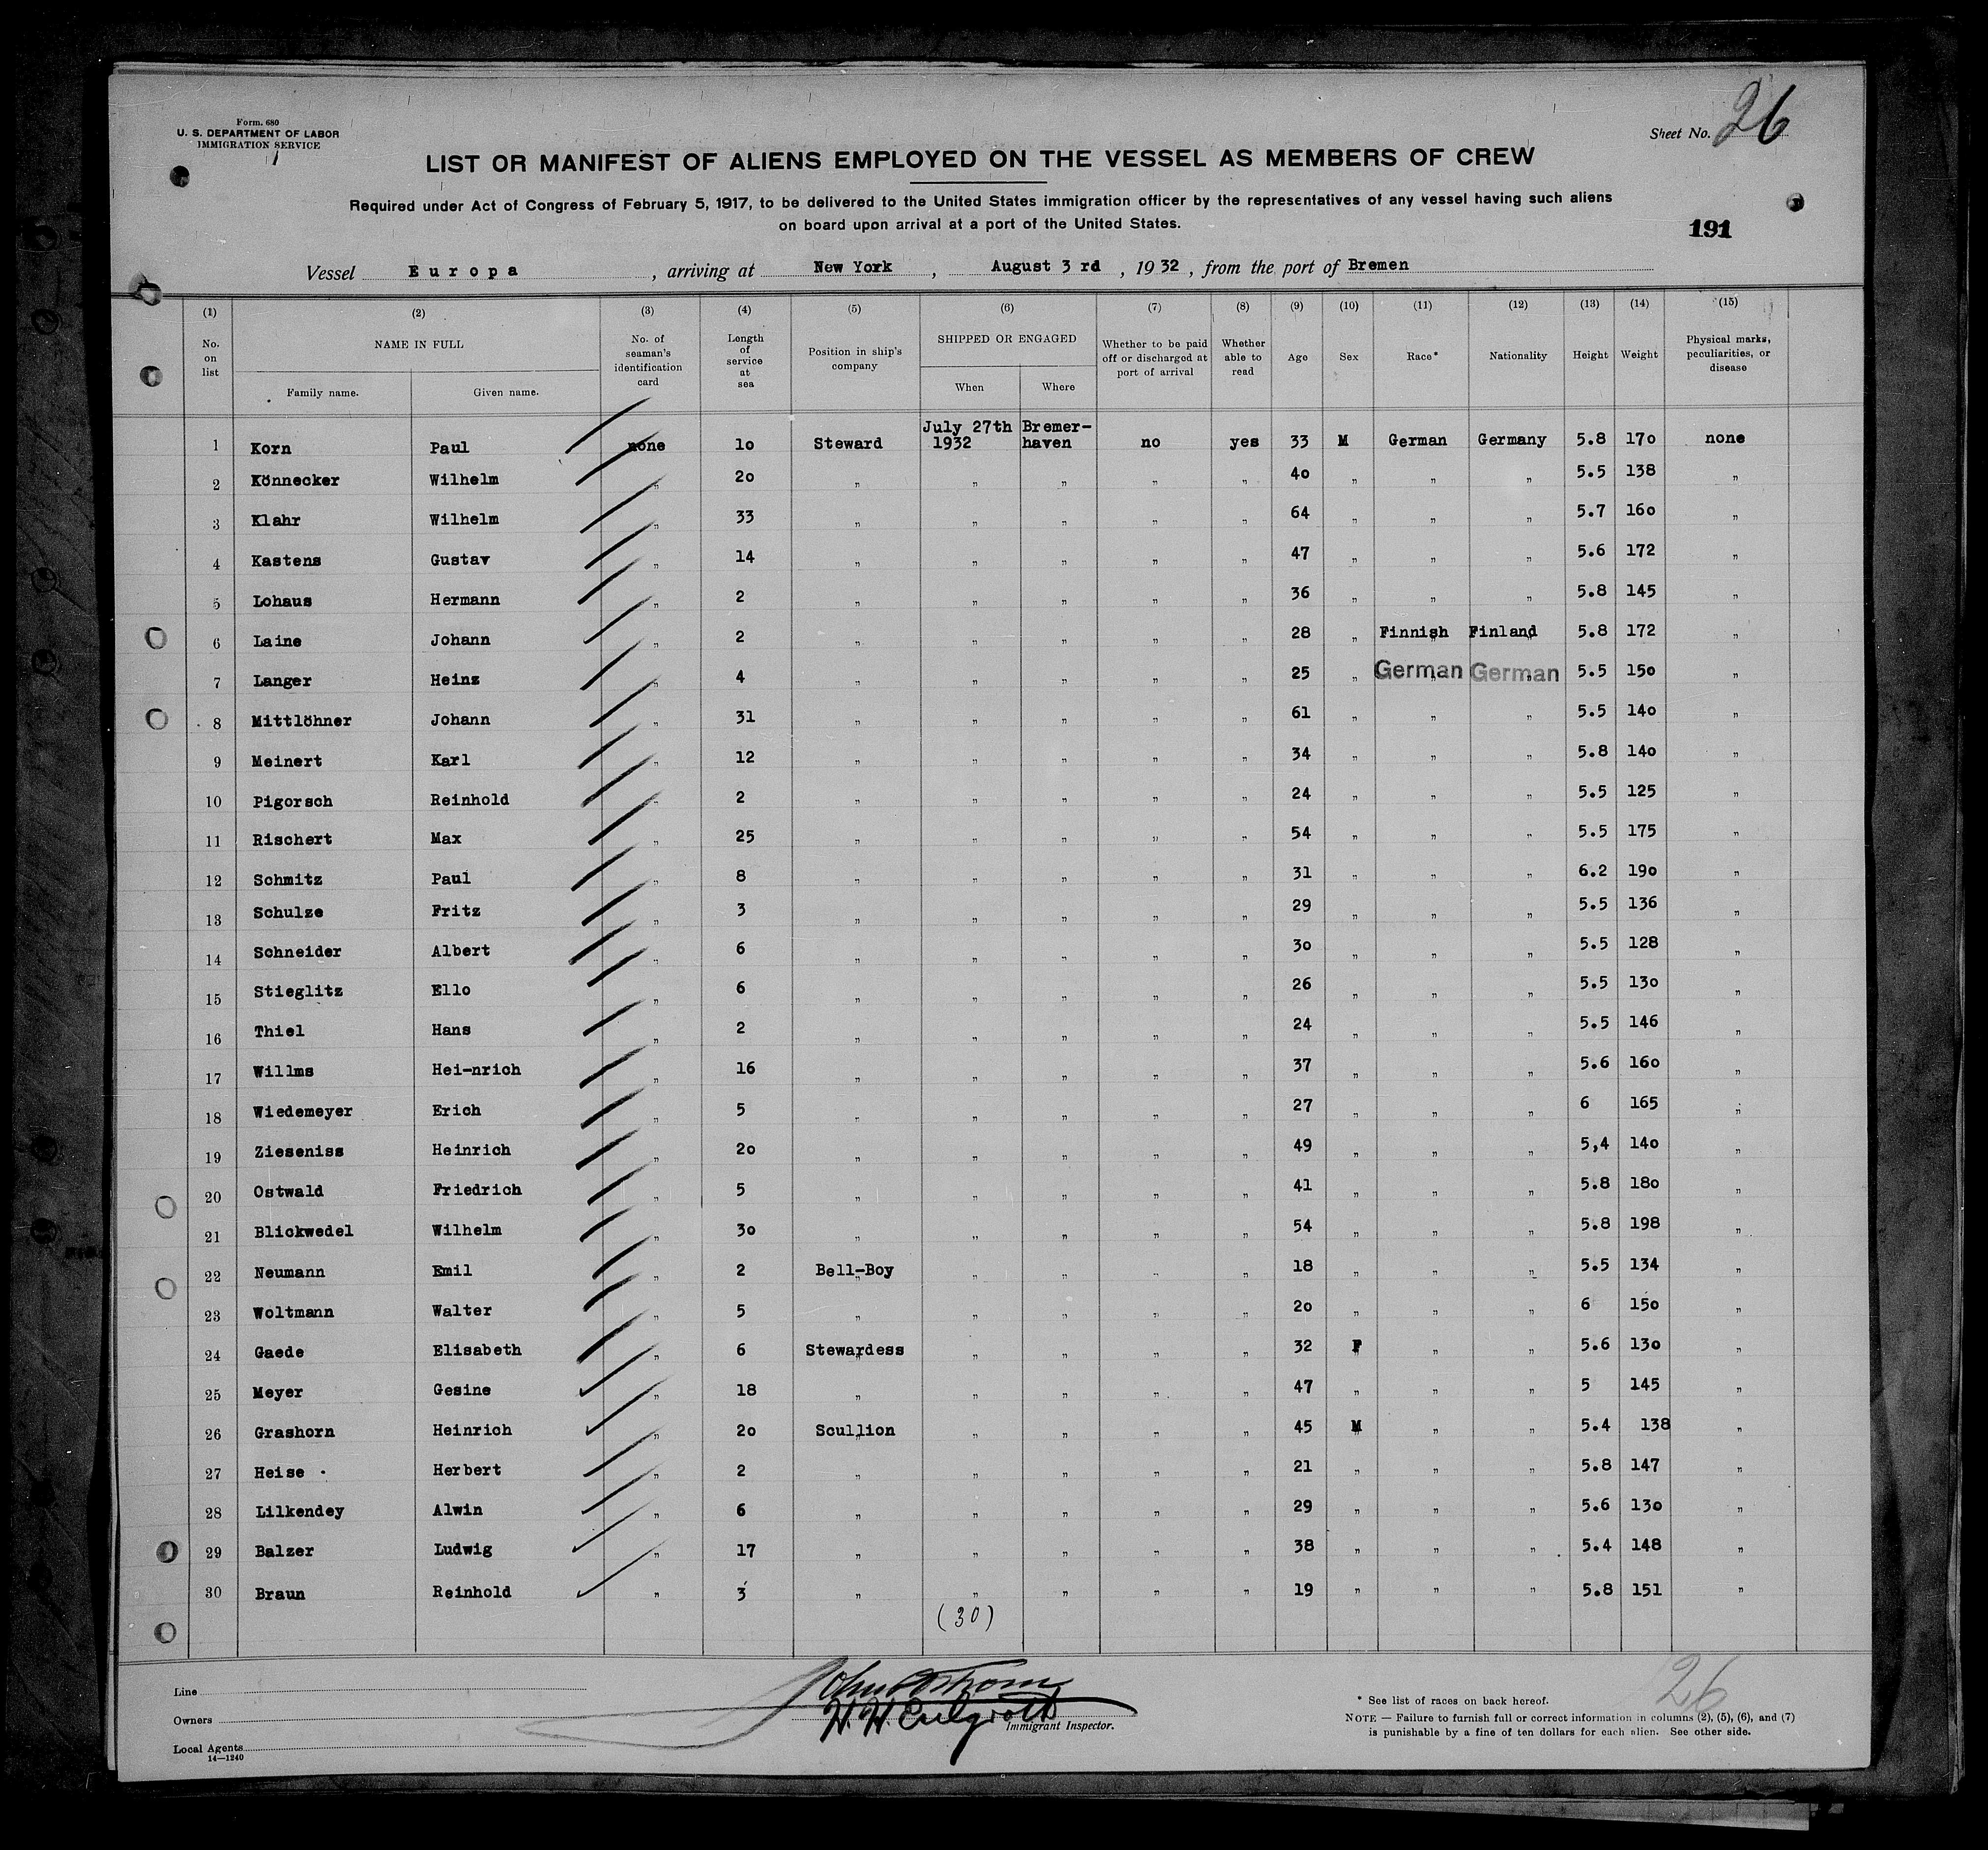 Form. 680
U. S. DEPARTMENT OF LABOR
IMMIGRATION SERVICE
Sheet No. 26
LIST OR MANIFEST OF ALIENS EMPLOYED ON THE VESSEL AS MEMBERS OF CREW
Required under Act of Congress of February 5, 1917, to be delivered to the United States immigration officer by the representatives of any vessel having such aliens
on board upon arrival at a port of the United States.
191
Vessel Europa , arriving at New York , August 3 rd , 1932 , from the port of Bremen
(1) (2) (3) (4) (5) (6) (7) (8) (9) (10) (11) (12) (13) (14) (15)
No. on list NAME IN FULL Family name. Given name. No. of seaman's identification card Length of service at sea Position in ship's company SHIPPED OR ENGAGED When Where Whether to be paid off or discharged at port of arrival Whether able to read Age Sex Race* Nationality Height Weight Physical marks, peculiarities, or disease
1 Korn Paul none 10 Steward July 27th 1932 Bremer-haven no yes 33 M German Germany 5.8 170 none
2 Könnecker Wilhelm " 20 " " " " " 40 " " " 5.5 138 "
3 Klahr Wilhelm " 33 " " " " " 64 " " " 5.7 160 "
4 Kastens Gustav " 14 " " " " " 47 " " " 5.6 172 "
5 Lohaus Hermann " 2 " " " " " 36 " " " 5.8 145 "
6 Laine Johann " 2 " " " " " 28 " Finnish Finland 5.8 172 "
7 Langer Heinz " 4 " " " " " 25 " German German 5.5 150 "
8 Mittlöhner Johann " 31 " " " " " 61 " " " 5.5 140 "
9 Meinert Karl " 12 " " " " " 34 " " " 5.8 140 "
10 Pigorsch Reinhold " 2 " " " " " 24 " " " 5.5 125 "
11 Rischert Max " 25 " " " " " 54 " " " 5.5 175 "
12 Schmitz Paul " 8 " " " " " 31 " " " 6.2 190 "
13 Schulze Fritz " 3 " " " " " 29 " " " 5.5 136 "
14 Schneider Albert " 6 " " " " " 30 " " " 5.5 128 "
15 Stieglitz Ello " 6 " " " " " 26 " " " 5.5 130 "
16 Thiel Hans " 2 " " " " " 24 " " " 5.5 146 "
17 Willms Hei-nrich " 16 " " " " " 37 " " " 5.6 160 "
18 Wiedemeyer Erich " 5 " " " " " 27 " " " 6 165 "
19 Zieseniss Heinrich " 20 " " " " " 49 " " " 5,4 140 "
20 Ostwald Friedrich " 5 " " " " " 41 " " " 5.8 180 "
21 Blickwedel Wilhelm " 30 " " " " " 54 " " " 5.8 198 "
22 Neumann Emil " 2 Bell-Boy " " " " 18 " " " 5.5 134 "
23 Woltmann Walter " 5 " " " " " 20 " " " 6 150 "
24 Gaede Elisabeth " 6 Stewardess " " " " 32 F " " 5.6 130 "
25 Meyer Gesine " 18 " " " " " 47 " " " 5 145 "
26 Grashorn Heinrich " 20 Scullion " " " " 45 M " " 5.4 138 "
27 Heise Herbert " 2 " " " " " 21 " " " 5.8 147 "
28 Lilkendey Alwin " 6 " " " " " 29 " " " 5.6 130 "
29 Balzer Ludwig " 17 " " " " " 38 " " " 5.4 148 "
30 Braun Reinhold " 3 " " " " " 19 " " " 5.8 151 "
(30)
Line
Owners
Local Agents
14—1240
Immigrant Inspector.
* See list of races on back hereof.
NOTE — Failure to furnish full or correct information in columns (2), (5), (6), and (7)
is punishable by a fine of ten dollars for each alien. See other side.
26